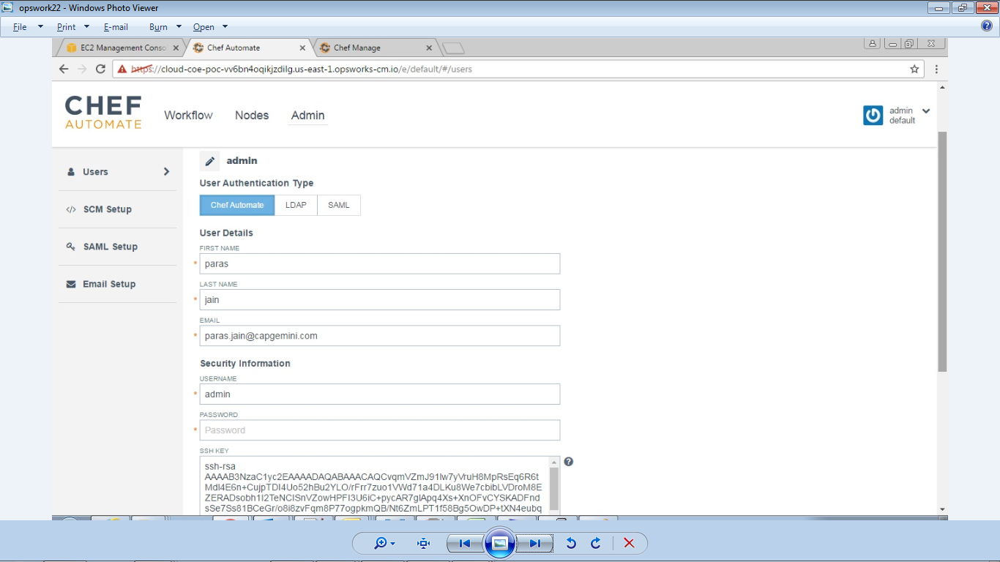 opswork22 - Windows Photo Viewer
File Print E-mail Burn Open
EC2 Management Conso Chef Automate Chef Manage
https://cloud-coe-poc-vv6bn4oqikjzdilg.us-east-1.opsworks-cm.io/e/default/#/users
CHEF
AUTOMATE
Workflow Nodes Admin
admin
default
Users
SCM Setup
SAML Setup
Email Setup
admin
User Authentication Type
Chef Automate LDAP SAML
User Details
FIRST NAME
* paras
LAST NAME
* jain
EMAIL
* paras.jain@capgemini.com
Security Information
USERNAME
* admin
PASSWORD
* Password
SSH KEY
ssh-rsa
AAAAB3NzaC1yc2EAAAADAQABAAACAQCvqmVZmJ91lw7yVruH8MpRsEq6R6t
MdI4E6n+CujpTDI4Uo52hBu2YLO/rFrr7zuo1VWd71a4DLKu8We7cbibLVDroM8E
ZERADsobh1I2TeNCISnVZowHPFI3U6iC+pycAR7glApq4Xs+XnOFvCYSKADFnd
sSe7Ss81BCeGr/o8i8zvFqm8P77ogpkmQB/Nt6ZmLPT1f58Bg5OwDP+tXN4eubq